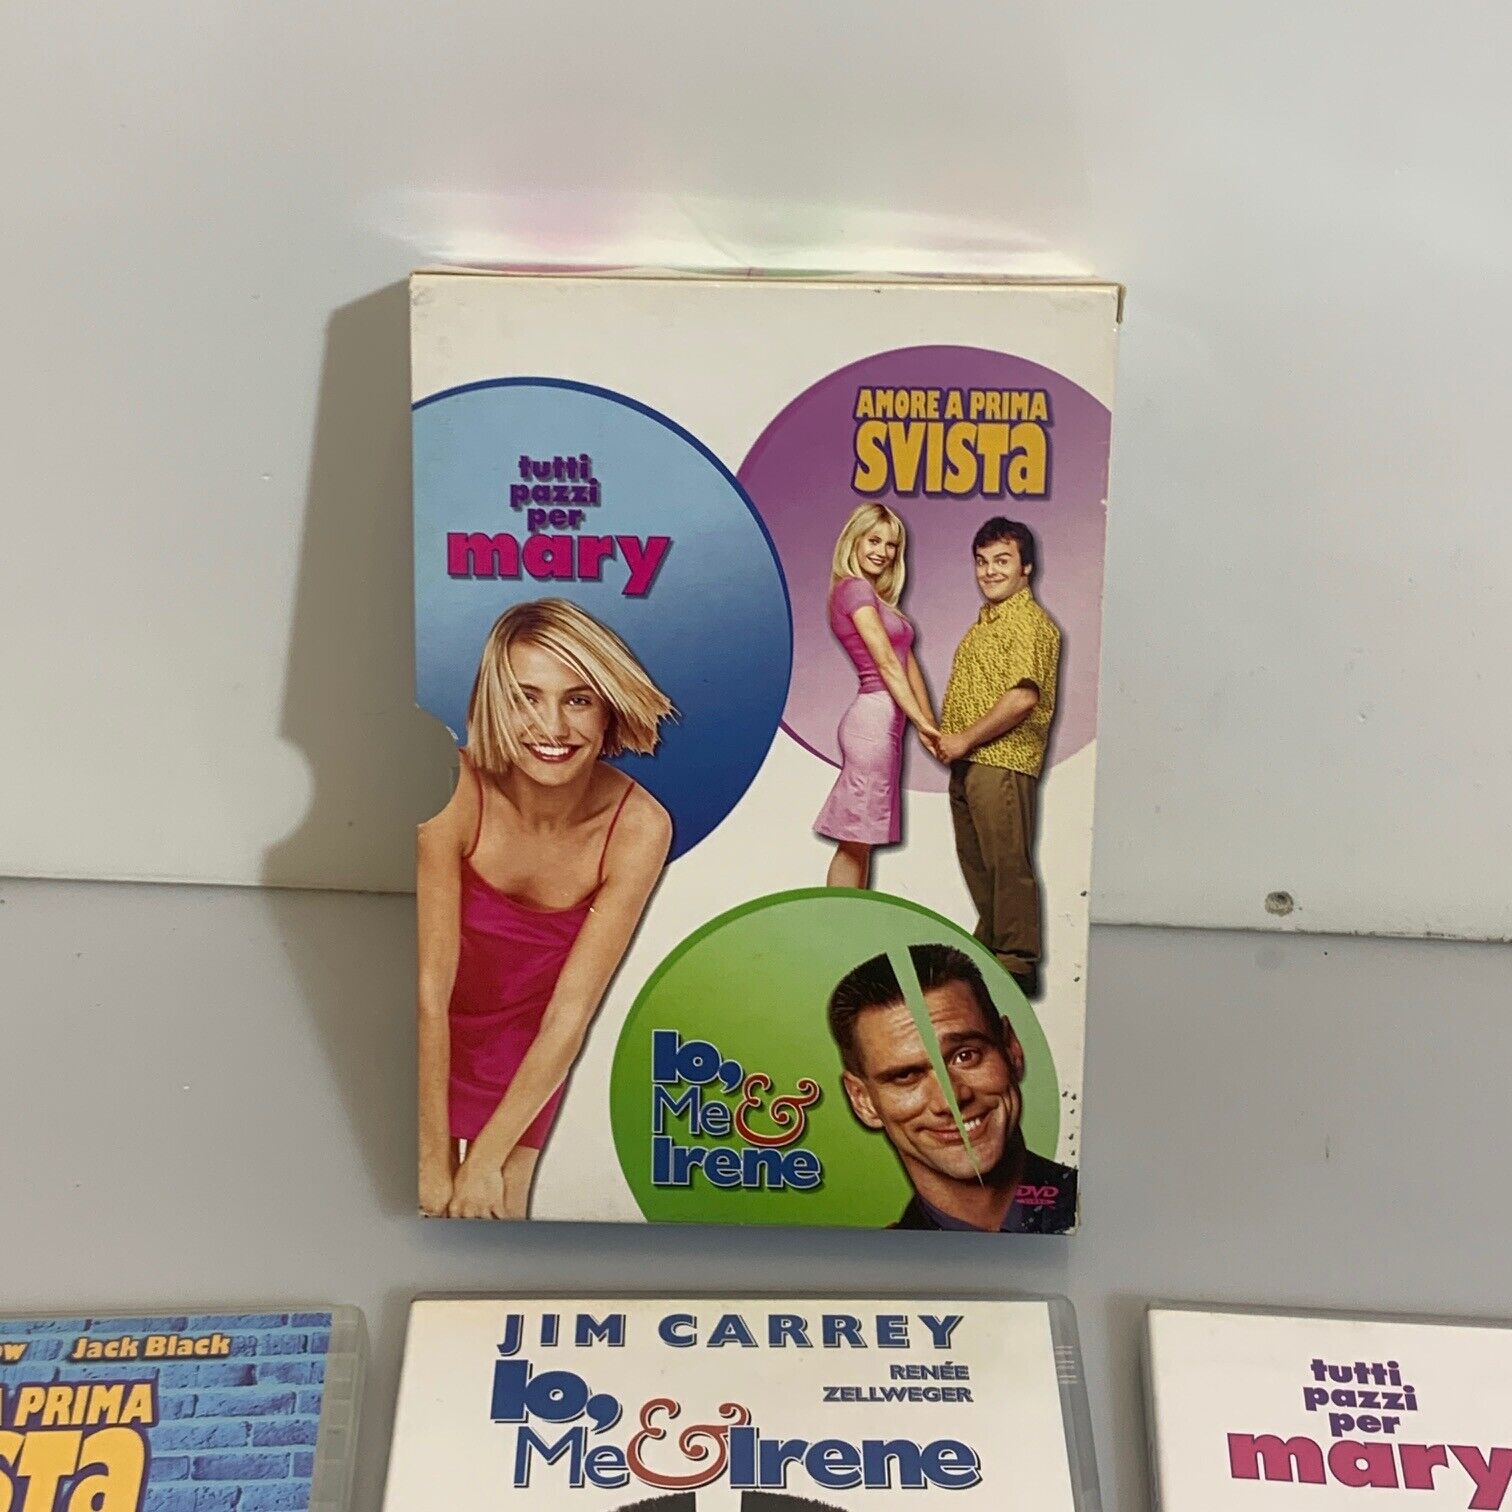 tutti
pazzi
per
mary
AMORE A PRIMA
SVISTa
Io,
Me &
Irene
DVD
VIDEO
Jack Black
A PRIMA
JIM CARREY
RENÉE
ZELLWEGER
Io,
Me & Irene
tutti
pazzi
per
mary